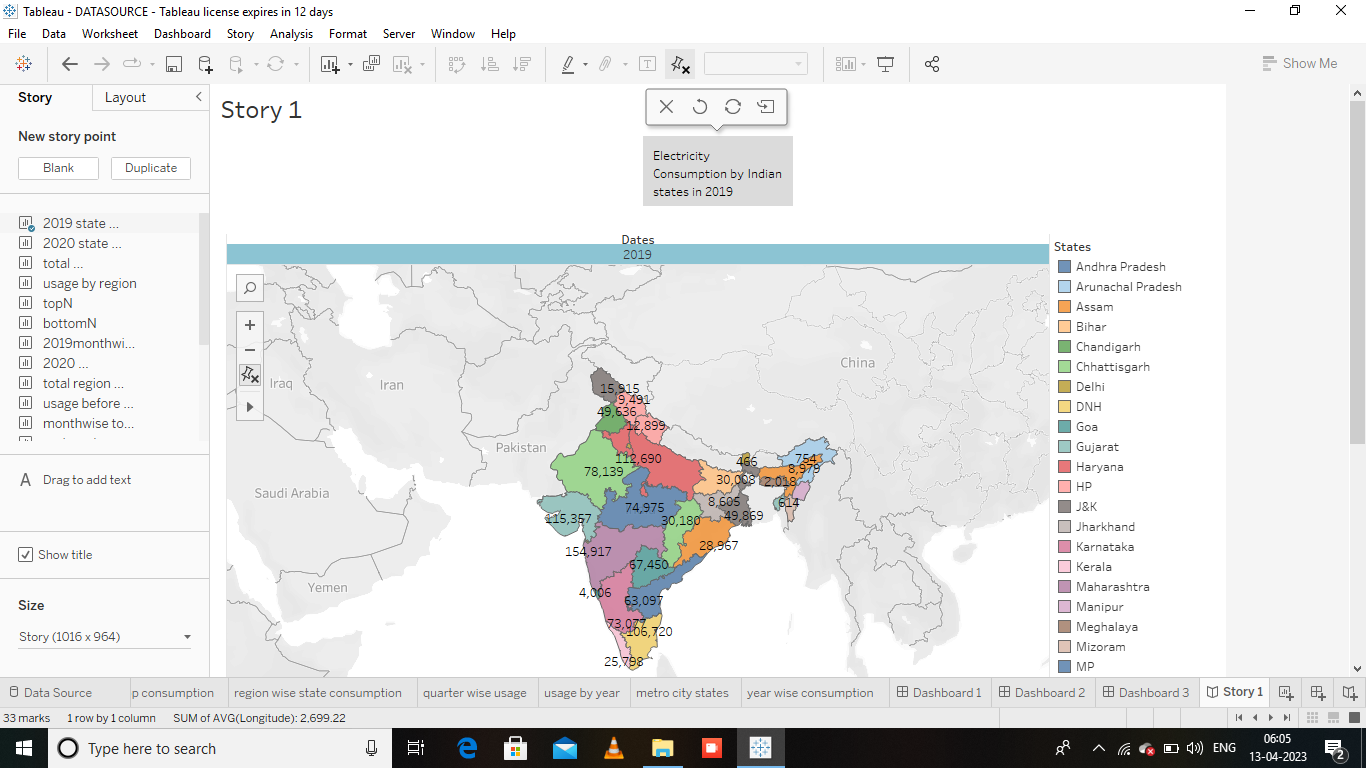 Tableau - DATASOURCE - Tableau license expires in 12 days
File Data Worksheet Dashboard Story Analysis Format Server Window Help
Show Me
Story Layout
New story point
Blank Duplicate
2019 state ...
2020 state ...
total ...
usage by region
topN
bottomN
2019monthwi...
2020 ...
total region ...
usage before ...
monthwise to...
A Drag to add text
Show title
Size
Story (1016 x 964)
Story 1
Electricity
Consumption by Indian
states in 2019
Dates
2019
Iraq
Iran
China
Pakistan
Saudi Arabia
Yemen
15,915
9,491
49,636
12,899
112,690
466
754
78,139
8,979
30,008
2,018
74,975
8,605
614
115,357
30,180
49,869
154,917
28,967
67,450
4,006
63,097
73,077
106,720
25,798
States
Andhra Pradesh
Arunachal Pradesh
Assam
Bihar
Chandigarh
Chhattisgarh
Delhi
DNH
Goa
Gujarat
Haryana
HP
J&K
Jharkhand
Karnataka
Kerala
Maharashtra
Manipur
Meghalaya
Mizoram
MP
Data Source p consumption region wise state consumption quarter wise usage usage by year metro city states year wise consumption Dashboard 1 Dashboard 2 Dashboard 3 Story 1
33 marks 1 row by 1 column SUM of AVG(Longitude): 2,699.22
Type here to search
ENG
06:05
13-04-2023
2